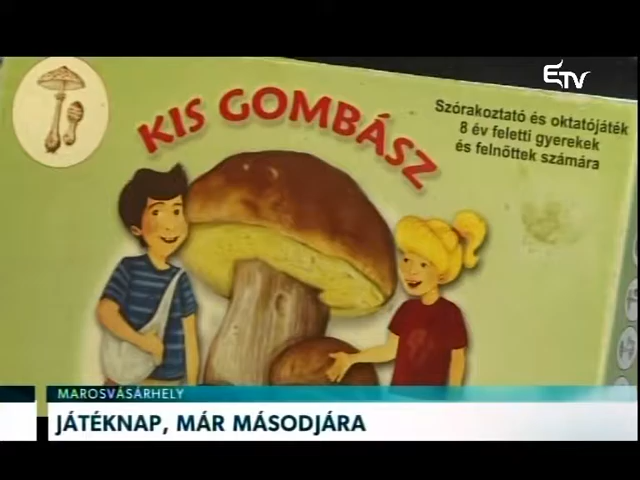 ETV
KIS GOMBÁSZ
Szórakoztató és oktatójáték
8 év feletti gyerekek
és felnőttek számára
MAROSVÁSÁRHELY
JÁTÉKNAP, MÁR MÁSODJÁRA